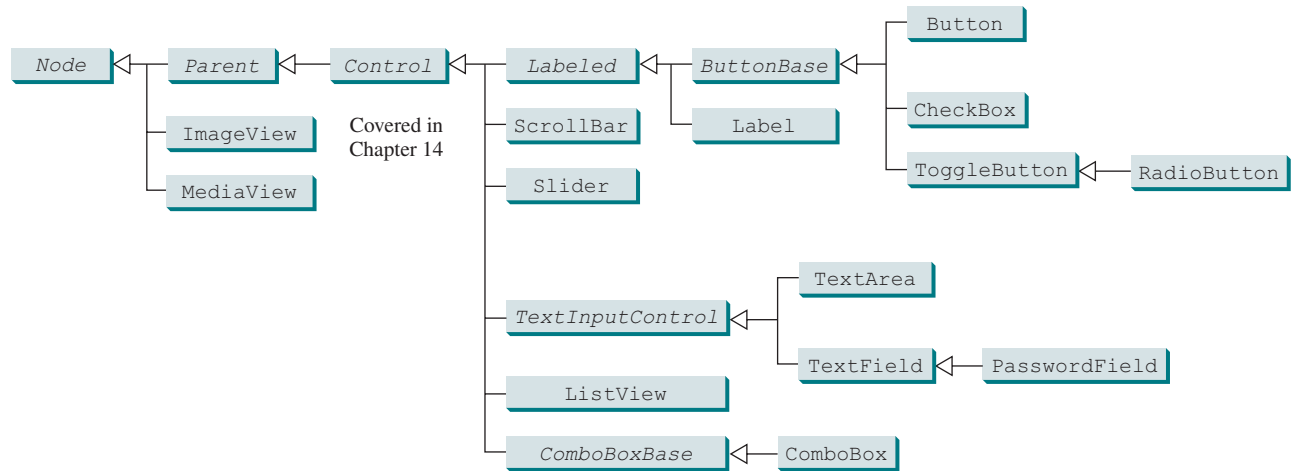 Button
Node
Parent
Control
Labeled
ButtonBase
ImageView
Covered in
Chapter 14
ScrollBar
Label
CheckBox
MediaView
Slider
ToggleButton
RadioButton
TextArea
TextInputControl
TextField
PasswordField
ListView
ComboBoxBase
ComboBox